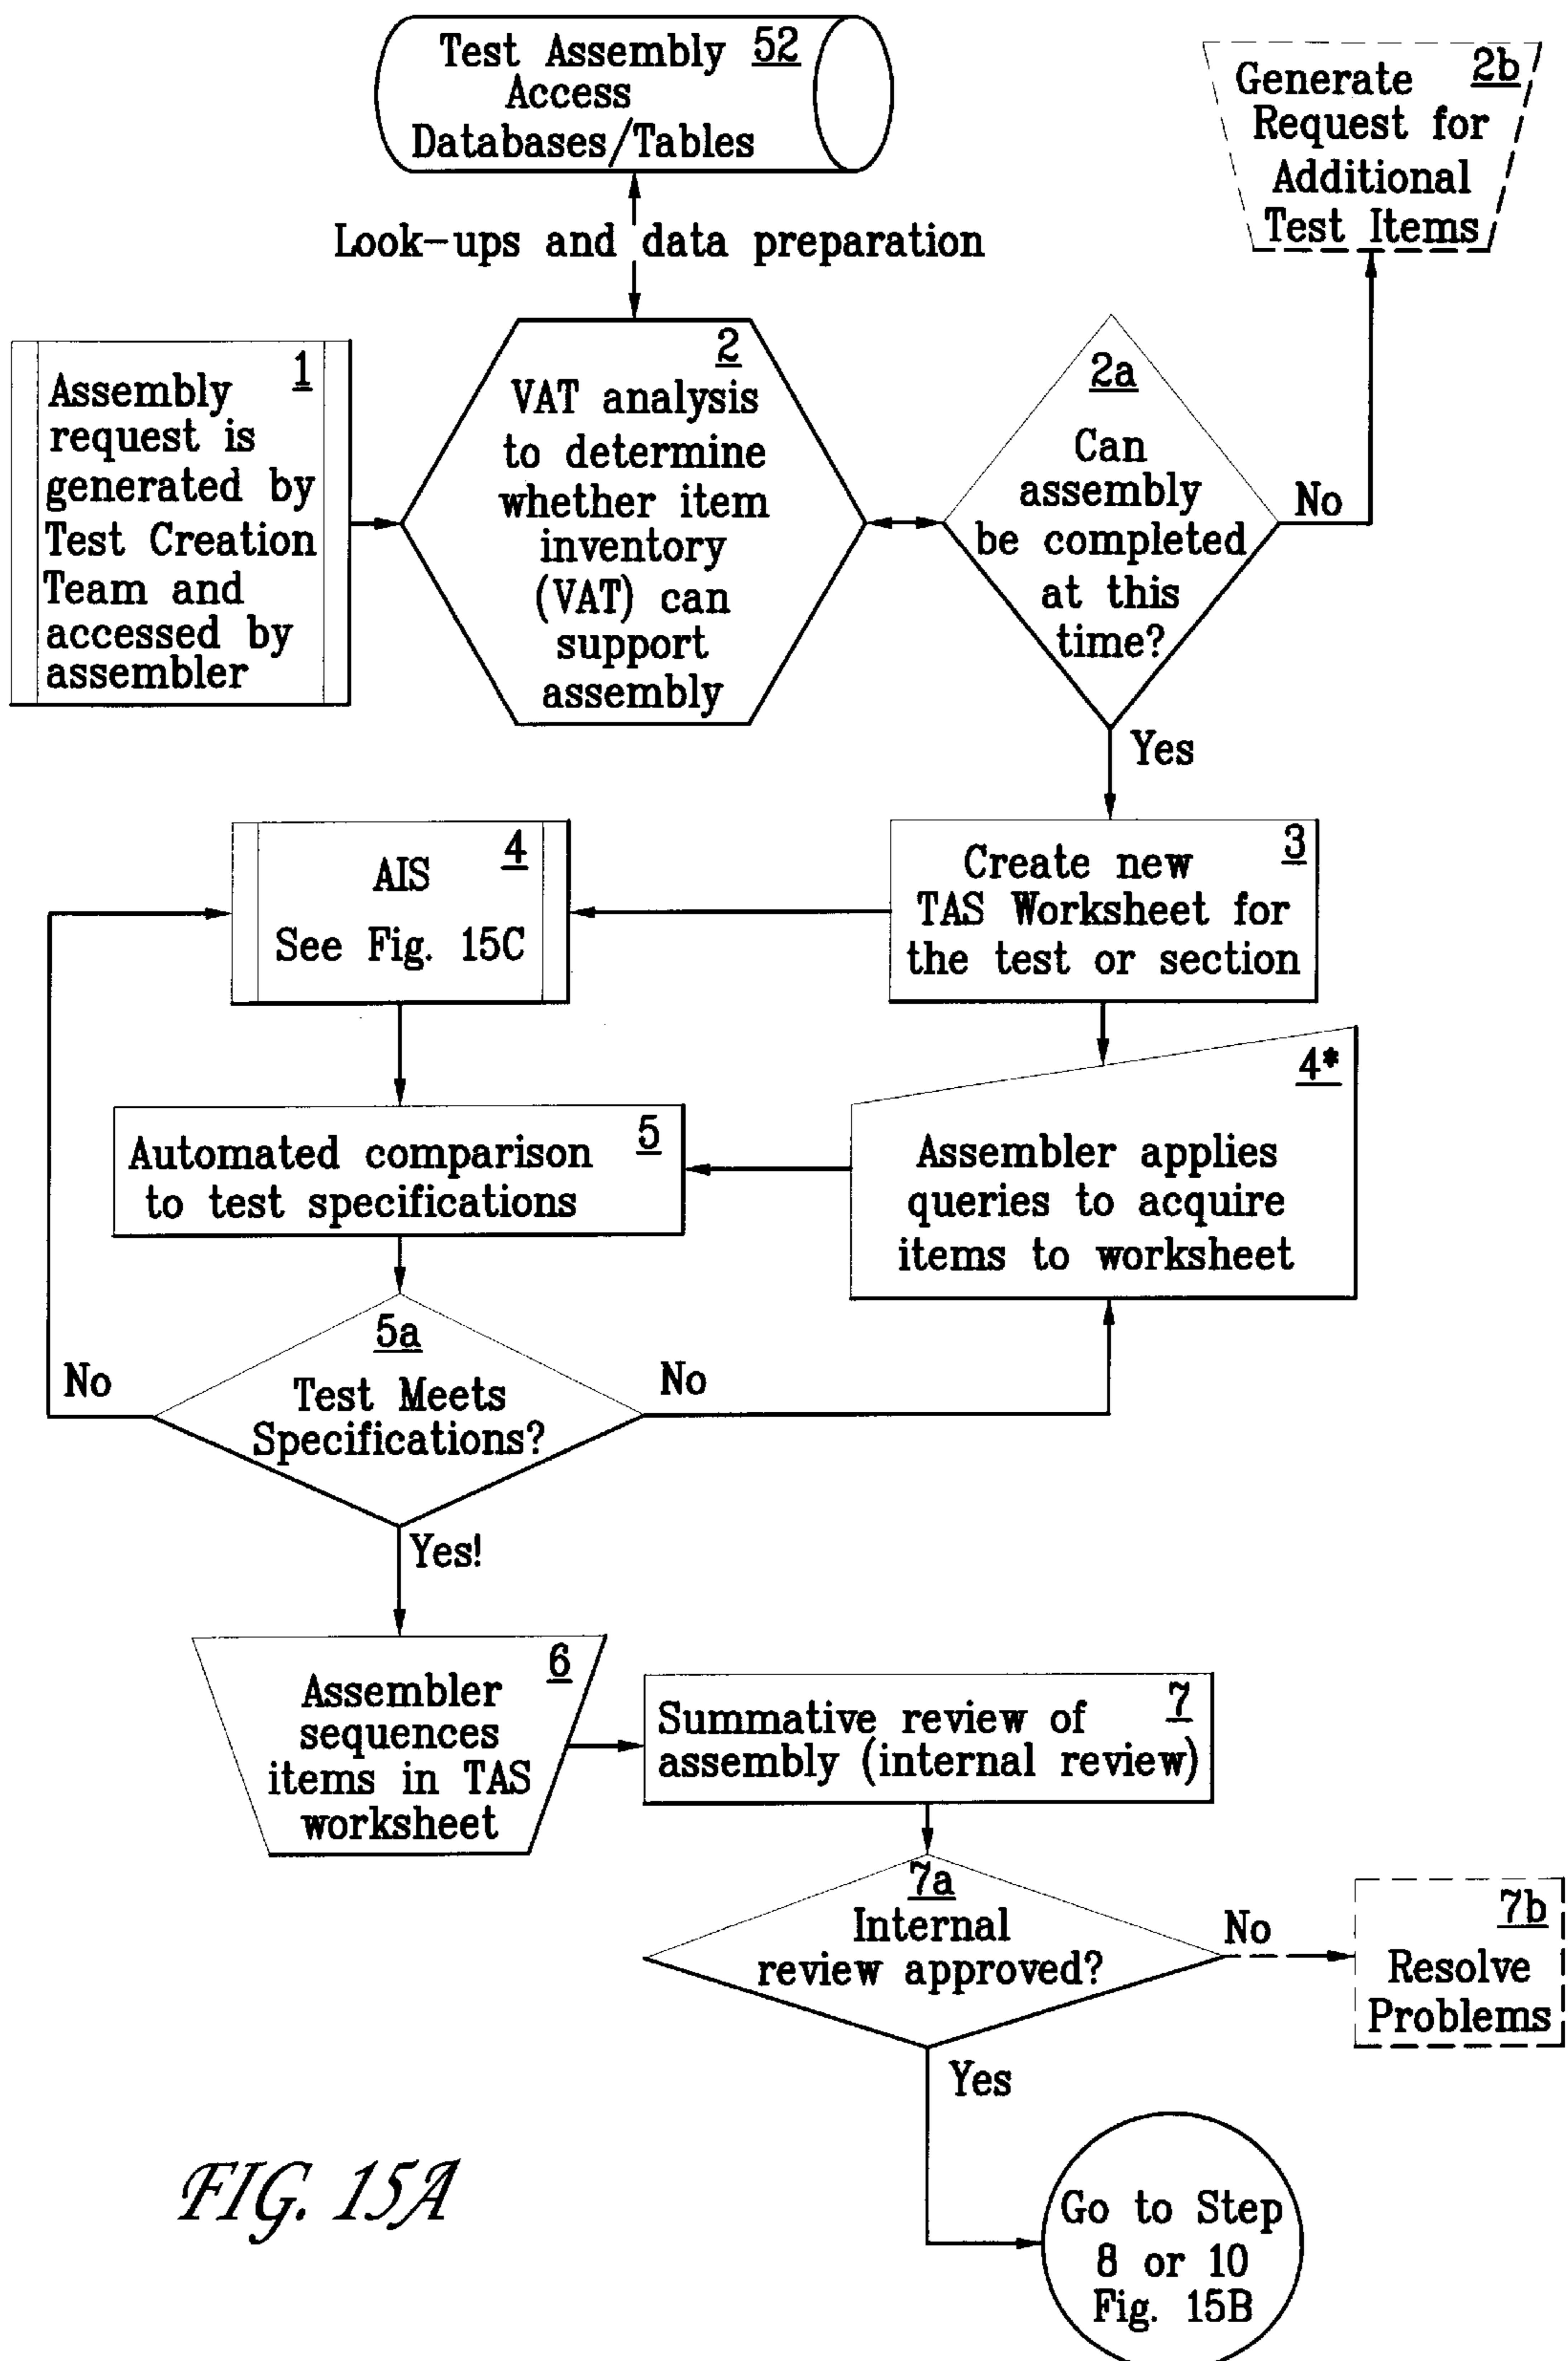 Test Assembly 52
Access
Databases/Tables
2b
Generate
Request for
Additional
Test Items
Look-ups and data preparation
1
Assembly
request is
generated by
Test Creation
Team and
accessed by
assembler
2
VAT analysis
to determine
whether item
inventory
(VAT) can
support
assembly
2a
Can
assembly
be completed
at this
time?
No
Yes
4
AIS
See Fig. 15C
3
Create new
TAS Worksheet for
the test or section
4*
Assembler applies
queries to acquire
items to worksheet
5
Automated comparison
to test specifications
5a
Test Meets
Specifications?
No
No
Yes!
6
Assembler
sequences
items in TAS
worksheet
7
Summative review of
assembly (internal review)
7a
Internal
review approved?
No
7b
Resolve
Problems
Yes
Go to Step
8 or 10
Fig. 15B
FIG. 15A